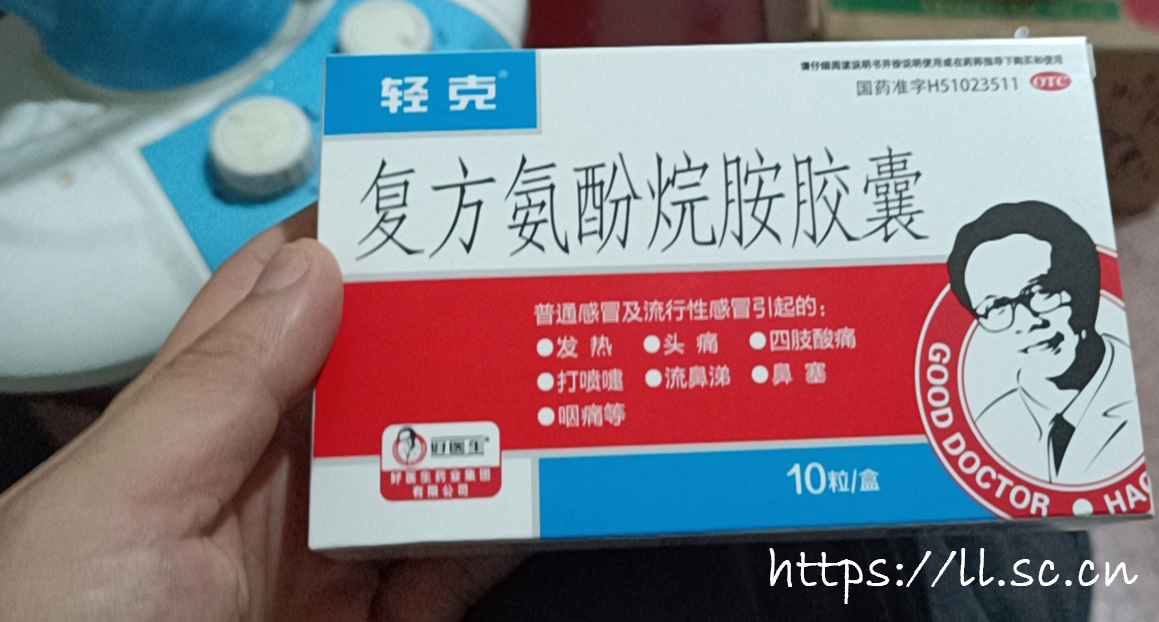 请仔细阅读说明书并按说明使用或在药师指导下购买和使用
国药准字H51023511 OTC
轻克®
复方氨酚烷胺胶囊
普通感冒及流行性感冒引起的:
●发热 ●头痛 ●四肢酸痛
●打喷嚏 ●流鼻涕 ●鼻塞
●咽痛等
GOOD DOCTOR ● HAO
好医生®
好医生药业集团
有限公司
10粒/盒
https://ll.sc.cn